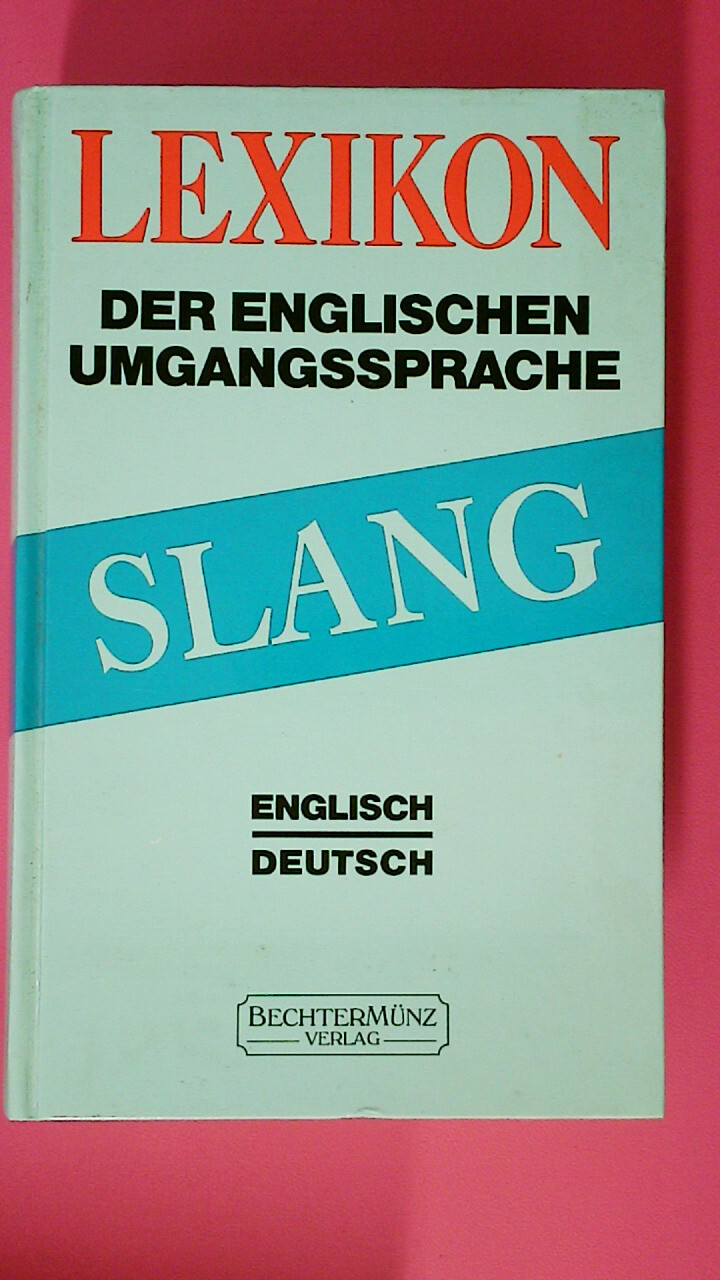 LEXIKON
DER ENGLISCHEN
UMGANGSSPRACHE
SLANG
ENGLISCH
DEUTSCH
BECHTERMÜNZ
VERLAG